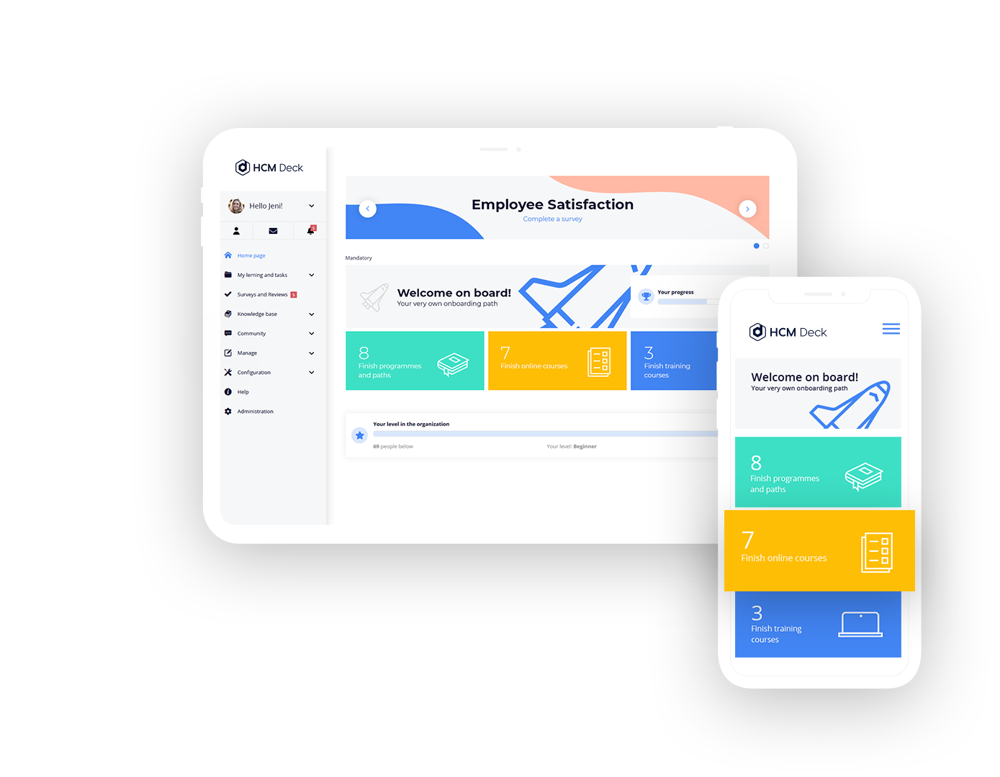 HCM Deck
Hello Jeni!
5
Home page
My lerning and tasks
Surveys and Reviews 5
Knowledge base
Community
Manage
Configuration
Help
Administration
Employee Satisfaction
Complete a survey
Mandatory
Welcome on board!
Your very own onboarding path
Your progress
8
Finish programmes
and paths
7
Finish online courses
3
Finish training
courses
Your level in the organization
69 people below
Your level: Beginner
HCM Deck
Welcome on board!
Your very own onboarding path
8
Finish programmes
and paths
7
Finish online courses
3
Finish training
courses